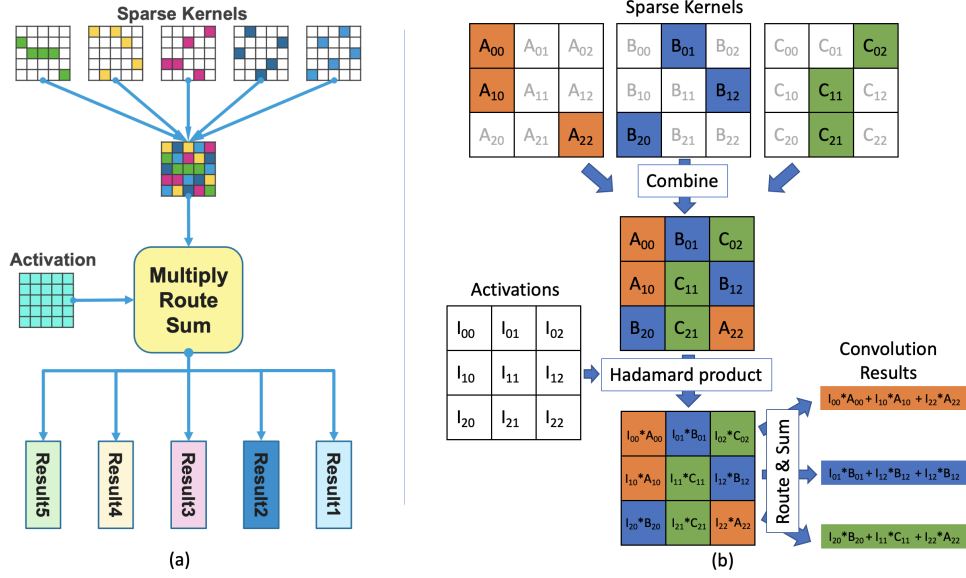 Sparse Kernels
Activation
Multiply
Route
Sum
Result5
Result4
Result3
Result2
Result1
(a)
Sparse Kernels
A00 A01 A02
A10 A11 A12
A20 A21 A22
B00 B01 B02
B10 B11 B12
B20 B21 B22
C00 C01 C02
C10 C11 C12
C20 C21 C22
Combine
A00 B01 C02
A10 C11 B12
B20 C21 A22
Activations
I00 I01 I02
I10 I11 I12
I20 I21 I22
Hadamard product
I00*A00 I01*B01 I02*C02
I10*A10 I11*C11 I12*B12
I20*B20 I21*C21 I22*A22
Route & Sum
Convolution
Results
I00*A00 + I10*A10 + I22*A22
I01*B01 + I12*B12 + I12*B12
I20*B20 + I11*C11 + I22*A22
(b)